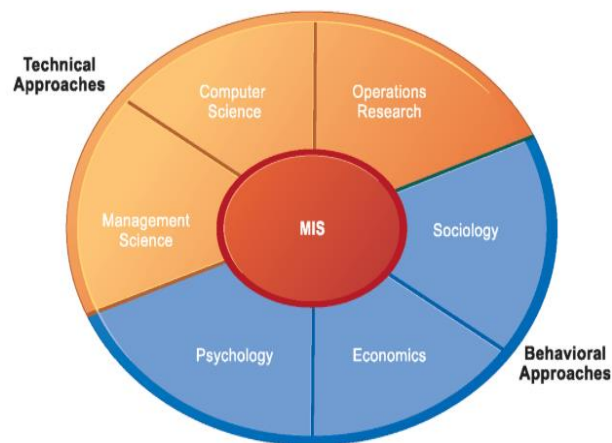 Technical
Approaches
Computer
Science
Operations
Research
Management
Science
MIS
Sociology
Psychology
Economics
Behavioral
Approaches